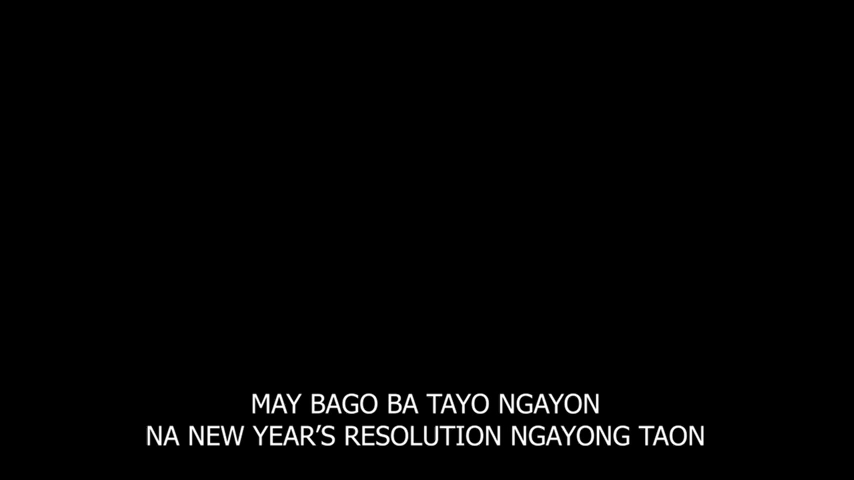 MAY BAGO BA TAYO NGAYON
NA NEW YEAR’S RESOLUTION NGAYONG TAON